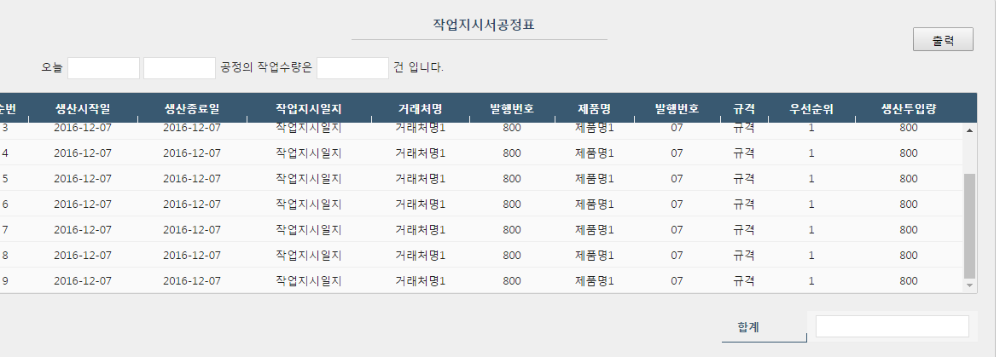 작업지시서공정표
출력
오늘 공정의 작업수량은 건 입니다.
순번 생산시작일 생산종료일 작업지시일지 거래처명 발행번호 제품명 발행번호 규격 우선순위 생산투입량
3 2016-12-07 2016-12-07 작업지시일지 거래처명1 800 제품명1 07 규격 1 800
4 2016-12-07 2016-12-07 작업지시일지 거래처명1 800 제품명1 07 규격 1 800
5 2016-12-07 2016-12-07 작업지시일지 거래처명1 800 제품명1 07 규격 1 800
6 2016-12-07 2016-12-07 작업지시일지 거래처명1 800 제품명1 07 규격 1 800
7 2016-12-07 2016-12-07 작업지시일지 거래처명1 800 제품명1 07 규격 1 800
8 2016-12-07 2016-12-07 작업지시일지 거래처명1 800 제품명1 07 규격 1 800
9 2016-12-07 2016-12-07 작업지시일지 거래처명1 800 제품명1 07 규격 1 800
합계